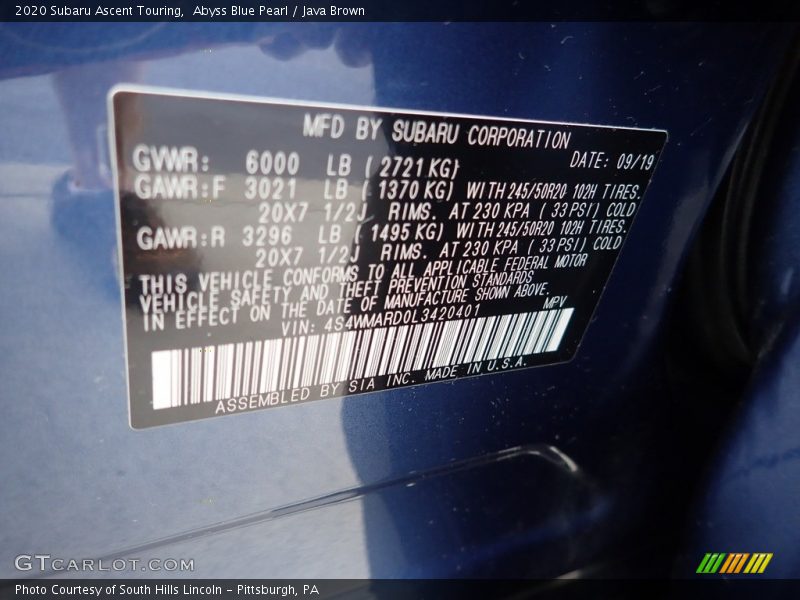 2020 Subaru Ascent Touring,  Abyss Blue Pearl / Java Brown
MFD BY SUBARU CORPORATION
GVWR: 6000 LB ( 2721 KG) DATE: 09/19
GAWR:F 3021 LB ( 1370 KG) WITH 245/50R20 102H TIRES.
20X7 1/2J RIMS. AT 230 KPA ( 33 PSI) COLD
GAWR:R 3296 LB ( 1495 KG) WITH 245/50R20 102H TIRES.
20X7 1/2J RIMS. AT 230 KPA ( 33 PSI) COLD
THIS VEHICLE CONFORMS TO ALL APPLICABLE FEDERAL MOTOR
VEHICLE SAFETY AND THEFT PREVENTION STANDARDS
IN EFFECT ON THE DATE OF MANUFACTURE SHOWN ABOVE.
VIN: 4S4WMARD0L3420401 MPV
ASSEMBLED BY SIA INC. MADE IN U.S.A.
GTCARLOT.COM
Photo Courtesy of South Hills Lincoln – Pittsburgh, PA